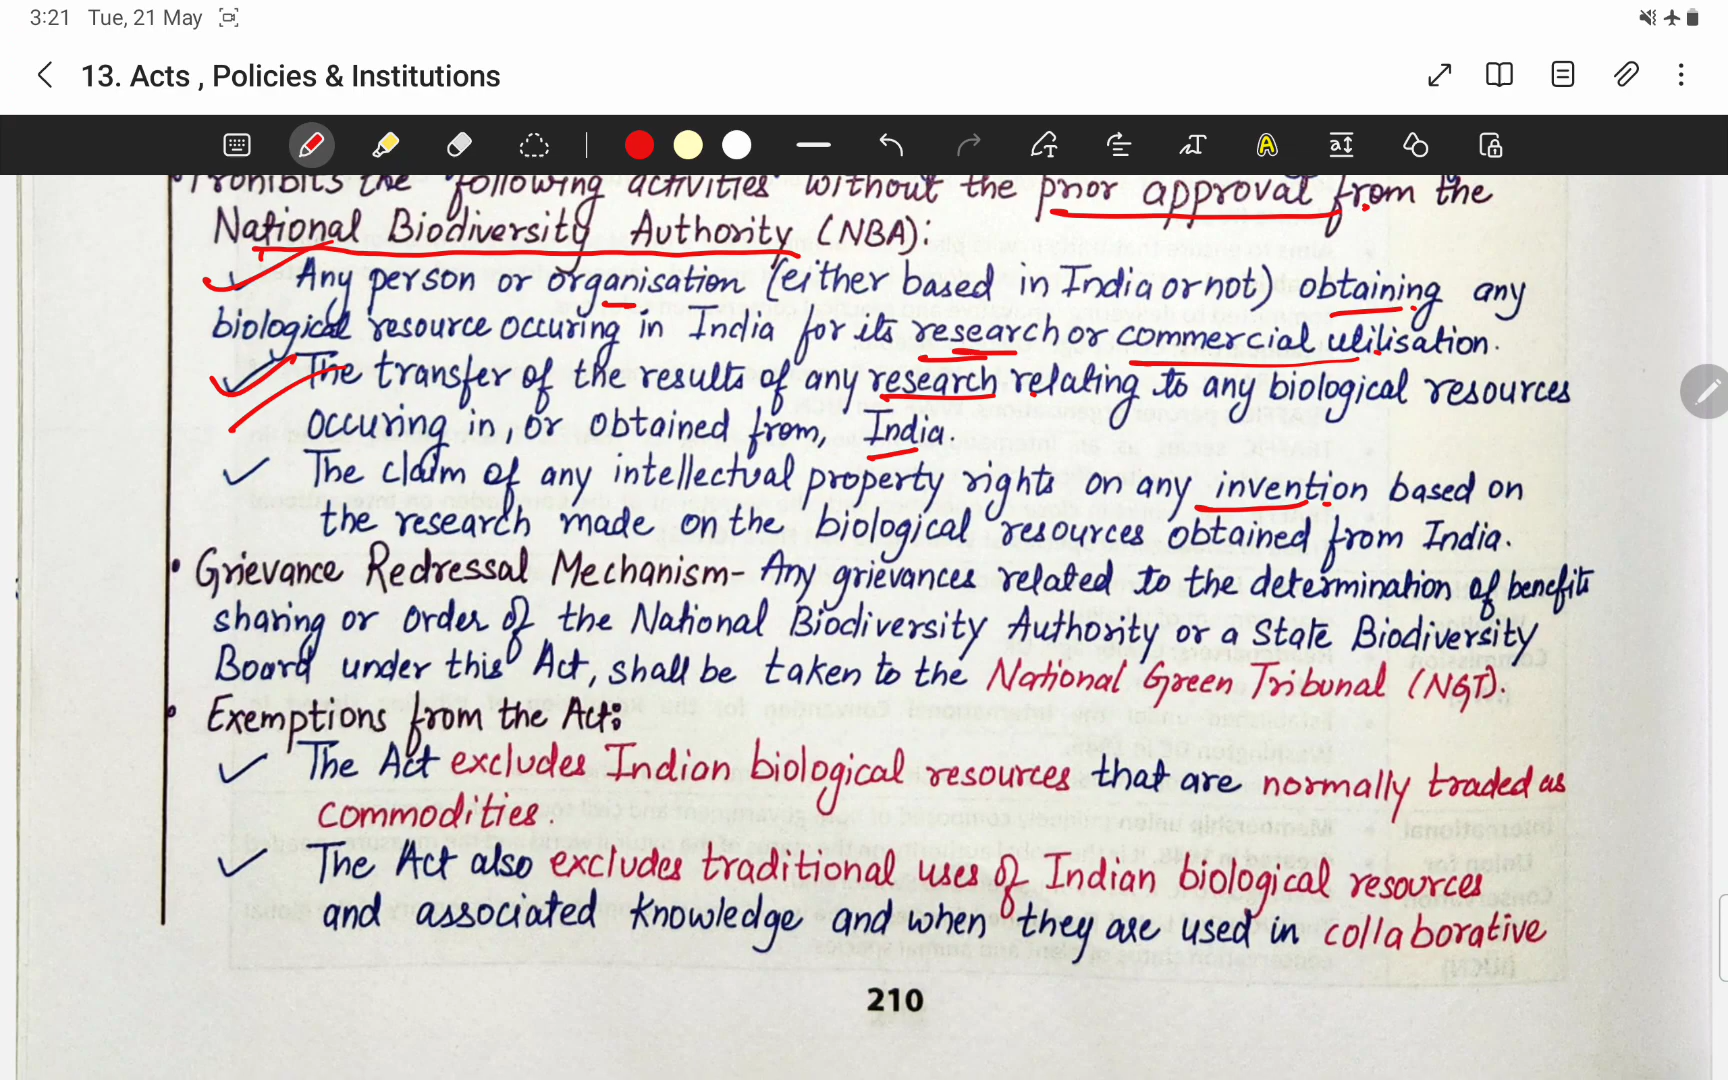 3:21 Tue, 21 May
13. Acts , Policies & Institutions
Prohibits the following activities without the prior approval from the
National Biodiversity Authority (NBA):
Any person or organisation (either based in India or not) obtaining any
biological resource occuring in India for its research or commercial utilisation.
The transfer of the results of any research relating to any biological resources
occuring in, or obtained from, India.
The claim of any intellectual property rights on any invention based on
the research made on the biological resources obtained from India.
• Grievance Redressal Mechanism- Any grievances related to the determination of benefits
sharing or order of the National Biodiversity Authority or a State Biodiversity
Board under this Act, shall be taken to the National Green Tribunal (NGT).
• Exemptions from the Act:
The Act excludes Indian biological resources that are normally traded as
commodities.
The Act also excludes traditional uses of Indian biological resources
and associated knowledge and when they are used in collaborative
210